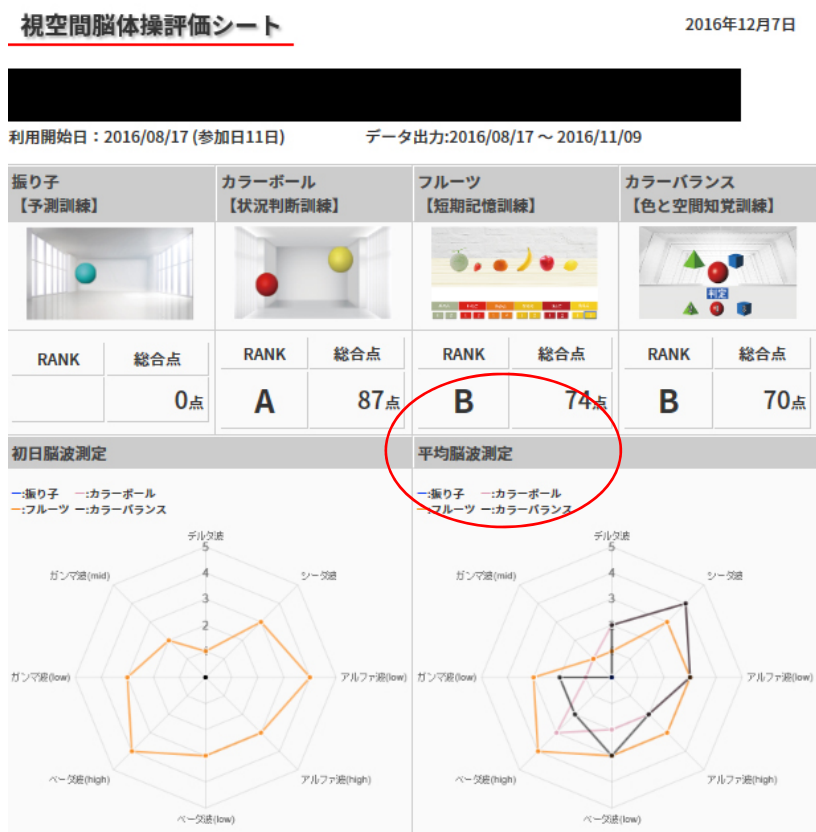 視空間脳体操評価シート
2016年12月7日
利用開始日：2016/08/17 (参加日11日)
データ出力:2016/08/17 ～ 2016/11/09
振り子
【予測訓練】
カラーボール
【状況判断訓練】
フルーツ
【短期記憶訓練】
カラーバランス
【色と空間知覚訓練】
判定
RANK 総合点
0点
RANK 総合点
A 87点
RANK 総合点
B 74点
RANK 総合点
B 70点
初日脳波測定
ー:振り子 ー:カラーボール
ー:フルーツ ー:カラーバランス
デルタ波
シータ波
アルファ波(low)
アルファ波(high)
ベータ波(low)
ベータ波(high)
ガンマ波(low)
ガンマ波(mid)
5
4
3
2
平均脳波測定
ー:振り子 ー:カラーボール
ー:フルーツ ー:カラーバランス
デルタ波
シータ波
アルファ波(low)
アルファ波(high)
ベータ波(low)
ベータ波(high)
ガンマ波(low)
ガンマ波(mid)
5
4
3